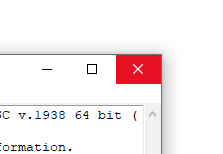 SC v.1938 64 bit (
formation.